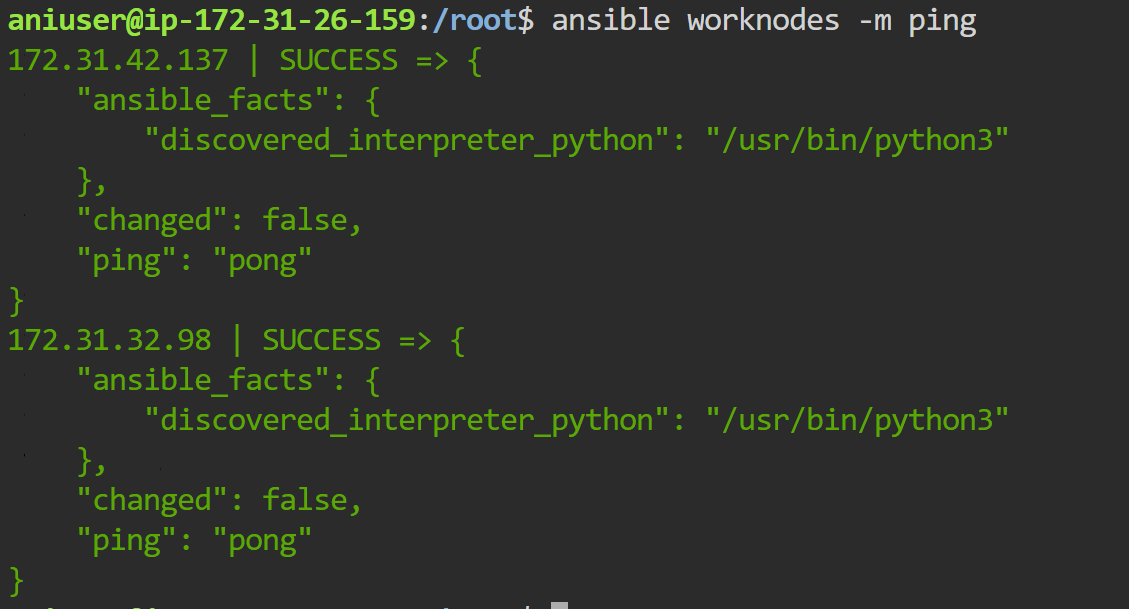 aniuser@ip-172-31-26-159:/root$ ansible worknodes -m ping
172.31.42.137 | SUCCESS => {
    "ansible_facts": {
        "discovered_interpreter_python": "/usr/bin/python3"
    },
    "changed": false,
    "ping": "pong"
}
172.31.32.98 | SUCCESS => {
    "ansible_facts": {
        "discovered_interpreter_python": "/usr/bin/python3"
    },
    "changed": false,
    "ping": "pong"
}